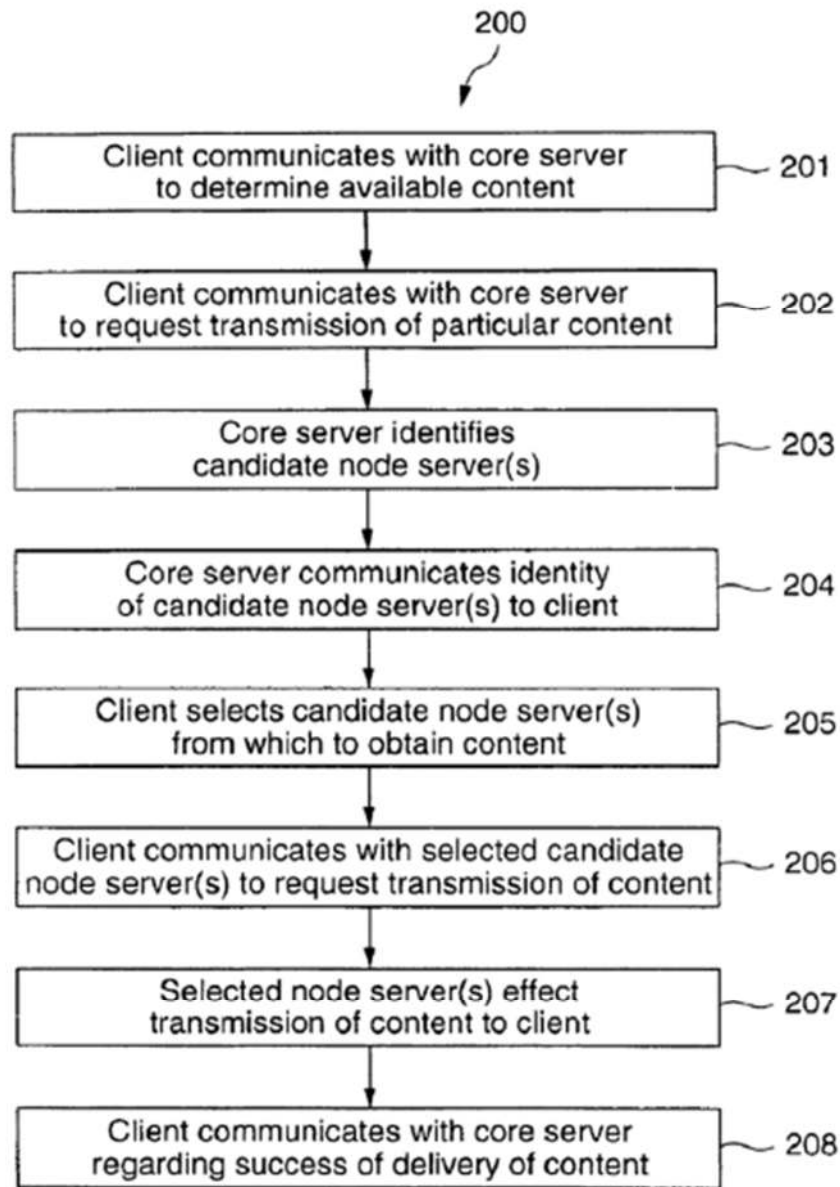 200
Client communicates with core server
to determine available content
201
Client communicates with core server
to request transmission of particular content
202
Core server identifies
candidate node server(s)
203
Core server communicates identity
of candidate node server(s) to client
204
Client selects candidate node server(s)
from which to obtain content
205
Client communicates with selected candidate
node server(s) to request transmission of content
206
Selected node server(s) effect
transmission of content to client
207
Client communicates with core server
regarding success of delivery of content
208